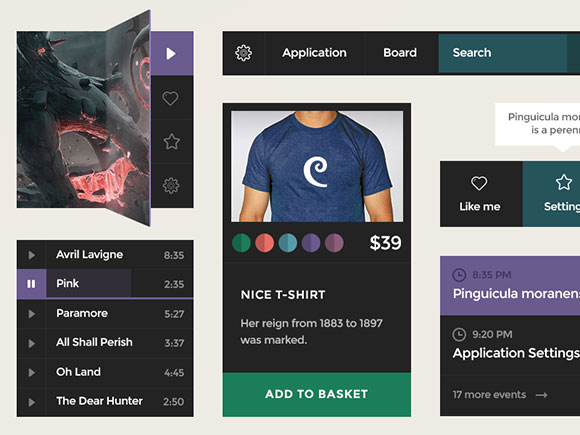 Application
Board
Search
Pinguicula mor
is a perenn
Like me
Setting
Avril Lavigne 8:35
Pink 2:35
Paramore 5:27
All Shall Perish 3:37
Oh Land 4:45
The Dear Hunter 2:50
$39
NICE T-SHIRT
Her reign from 1883 to 1897
was marked.
ADD TO BASKET
8:35 PM
Pinguicula moranens
9:20 PM
Application Settings
17 more events